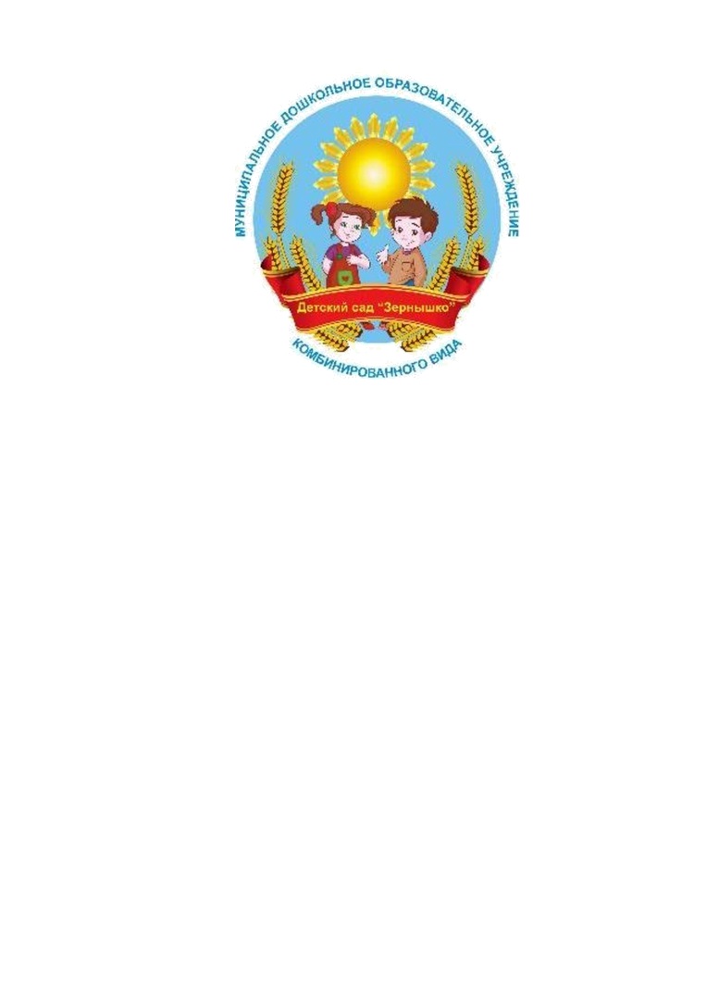 МУНИЦИПАЛЬНОЕ ДОШКОЛЬНОЕ ОБРАЗОВАТЕЛЬНОЕ УЧРЕЖДЕНИЕ
Детский сад "Зернышко"
КОМБИНИРОВАННОГО ВИДА